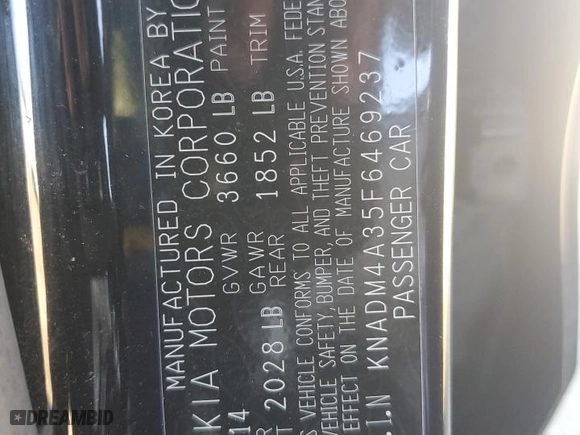 MANUFACTURED IN KOREA BY
KIA MOTORS CORPORATION
14 GVWR 3660 LB PAINT
GAWR
2028 LB REAR 1852 LB TRIM
VEHICLE CONFORMS TO ALL APPLICABLE U.S.A. FEDE
VEHICLE SAFETY, BUMPER, AND THEFT PREVENTION STAN
EFFECT ON THE DATE OF MANUFACTURE SHOWN ABO
.I.N KNADM4A35F6469237
PASSENGER CAR
DREAMBID